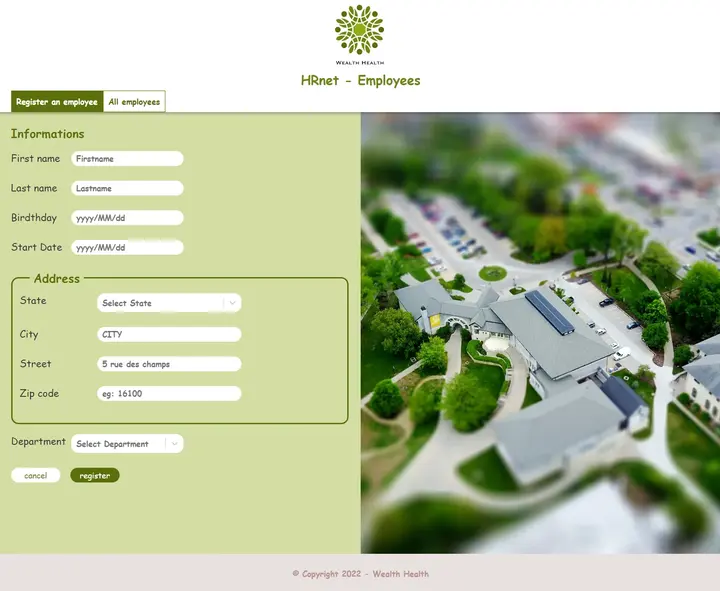 WEALTH HEALTH
HRnet - Employees
Register an employee
All employees
Informations
First name
Firstname
Last name
Lastname
Birdthday
yyyy/MM/dd
Start Date
yyyy/MM/dd
Address
State
Select State
City
CITY
Street
5 rue des champs
Zip code
eg: 16100
Department
Select Department
cancel
register
© Copyright 2022 - Wealth Health